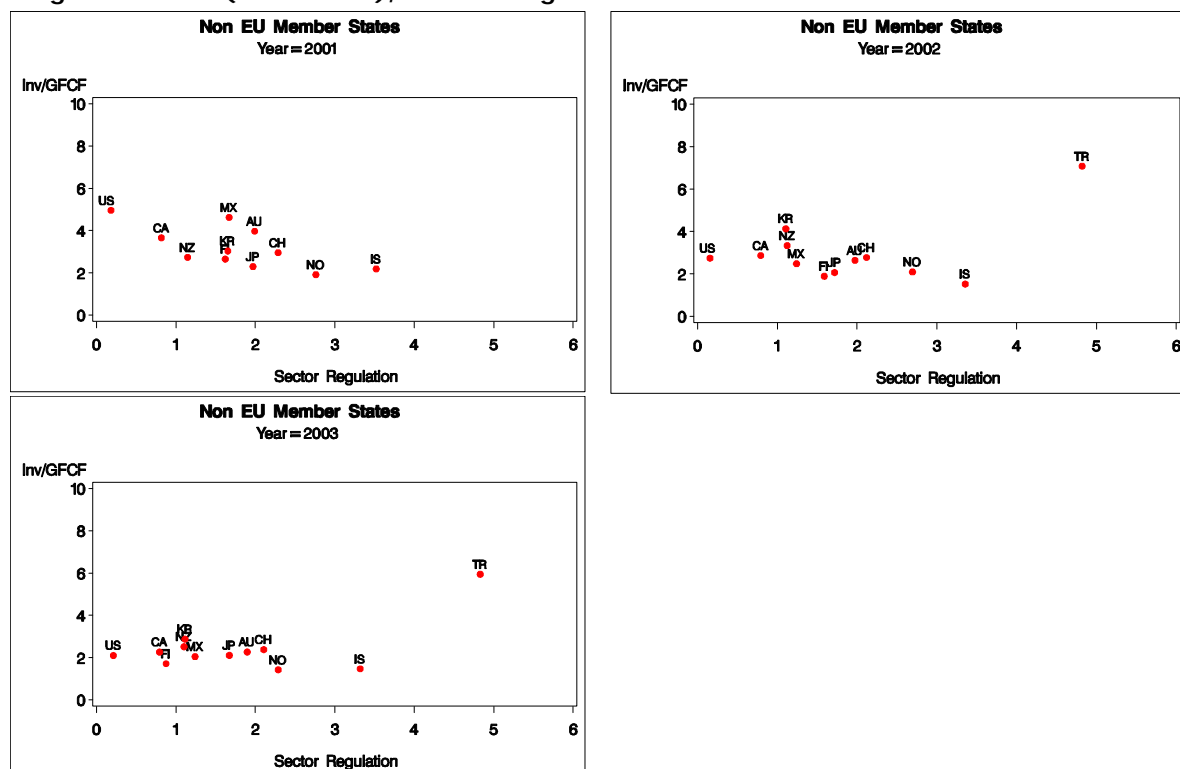 Non EU Member States
Year=2001
Inv/GFCF
10
8
6
4
2
0
US
CA
NZ
MX
KR
FI
AU
JP
CH
NO
IS
0 1 2 3 4 5 6
Sector Regulation
Non EU Member States
Year=2002
Inv/GFCF
10
8
6
4
2
0
US
CA
KR
NZ
MX
FI
JP
AU
CH
NO
IS
TR
0 1 2 3 4 5 6
Sector Regulation
Non EU Member States
Year=2003
Inv/GFCF
10
8
6
4
2
0
US
CA
FI
KR
NZ
MX
JP
AU
CH
NO
IS
TR
0 1 2 3 4 5 6
Sector Regulation